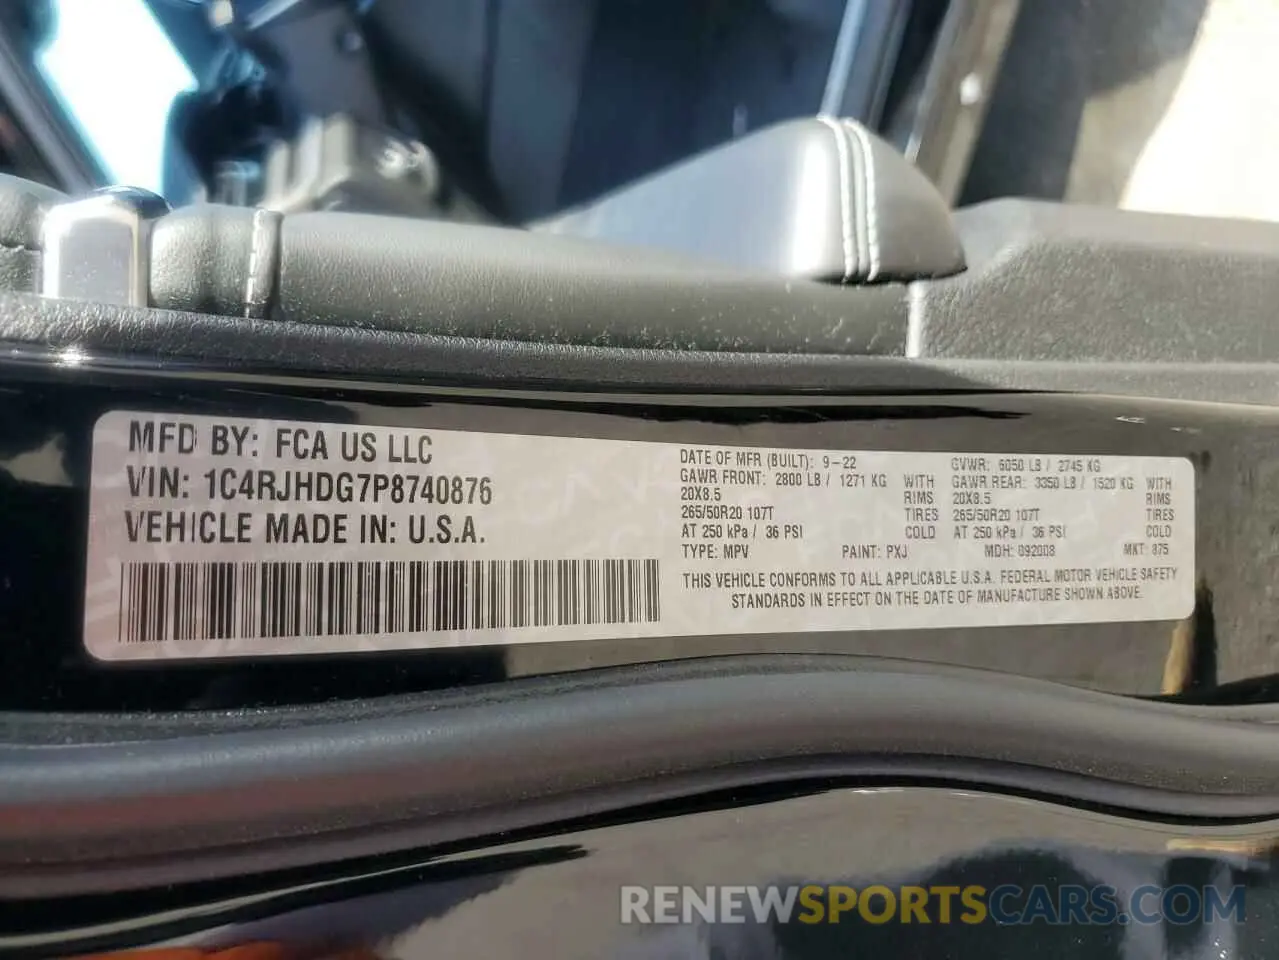 MFD BY: FCA US LLC
VIN: 1C4RJHDG7P8740876
VEHICLE MADE IN: U.S.A.
DATE OF MFR (BUILT): 9-22 GVWR: 6050 LB / 2745 KG
GAWR FRONT: 2800 LB / 1271 KG WITH GAWR REAR: 3350 LB / 1520 KG WITH
20X8.5 RIMS 20X8.5 RIMS
265/50R20 107T TIRES 265/50R20 107T TIRES
AT 250 kPa / 36 PSI COLD AT 250 kPa / 36 PSI COLD
TYPE: MPV PAINT: PXJ MDH: 092008 MKT: 875
THIS VEHICLE CONFORMS TO ALL APPLICABLE U.S.A. FEDERAL MOTOR VEHICLE SAFETY
STANDARDS IN EFFECT ON THE DATE OF MANUFACTURE SHOWN ABOVE.
RENEWSPORTSCARS.COM